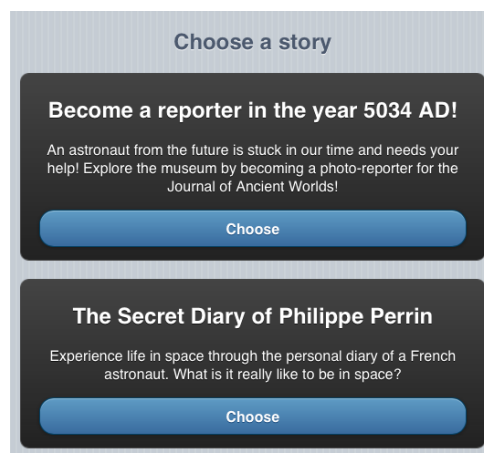 Choose a story
Become a reporter in the year 5034 AD!
An astronaut from the future is stuck in our time and needs your
help! Explore the museum by becoming a photo-reporter for the
Journal of Ancient Worlds!
Choose
The Secret Diary of Philippe Perrin
Experience life in space through the personal diary of a French
astronaut. What is it really like to be in space?
Choose